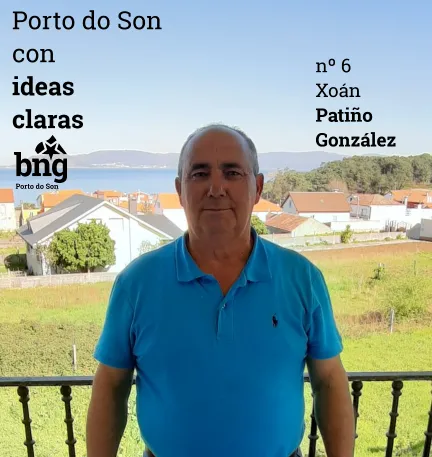 Porto do Son
con
ideas
claras
bng
Porto do Son
nº 6
Xoán
Patiño
González